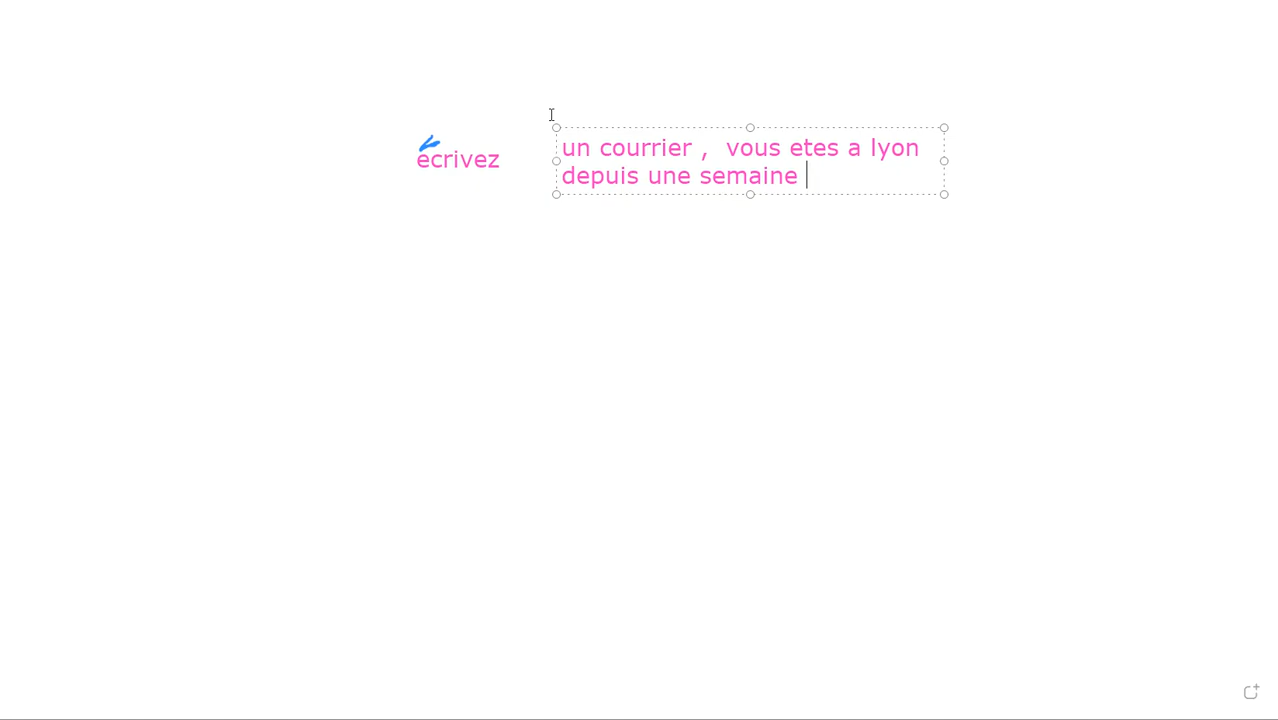 écrivez
un courrier ,  vous etes a lyon
depuis une semaine